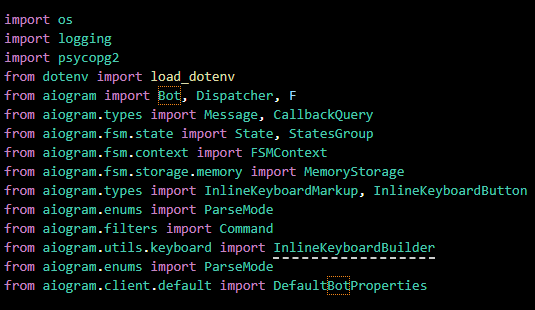 import os
import logging
import psycopg2
from dotenv import load_dotenv
from aiogram import Bot, Dispatcher, F
from aiogram.types import Message, CallbackQuery
from aiogram.fsm.state import State, StatesGroup
from aiogram.fsm.context import FSMContext
from aiogram.fsm.storage.memory import MemoryStorage
from aiogram.types import InlineKeyboardMarkup, InlineKeyboardButton
from aiogram.enums import ParseMode
from aiogram.filters import Command
from aiogram.utils.keyboard import InlineKeyboardBuilder
from aiogram.enums import ParseMode
from aiogram.client.default import DefaultBotProperties